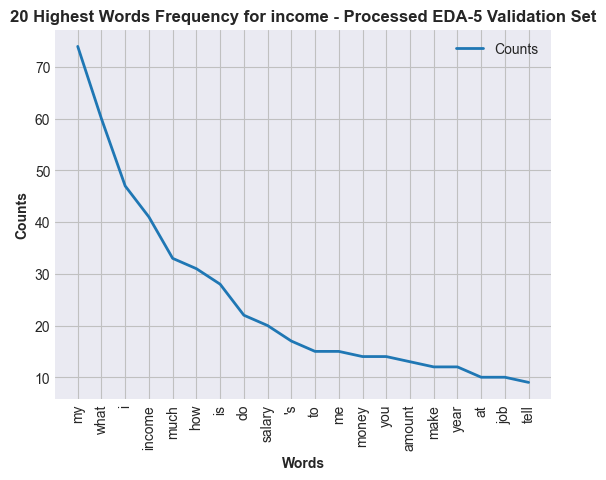 20 Highest Words Frequency for income - Processed EDA-5 Validation Set
Counts
70
60
50
40
30
20
10
Counts
my
what
i
income
much
how
is
do
salary
's
to
me
money
you
amount
make
year
at
job
tell
Words